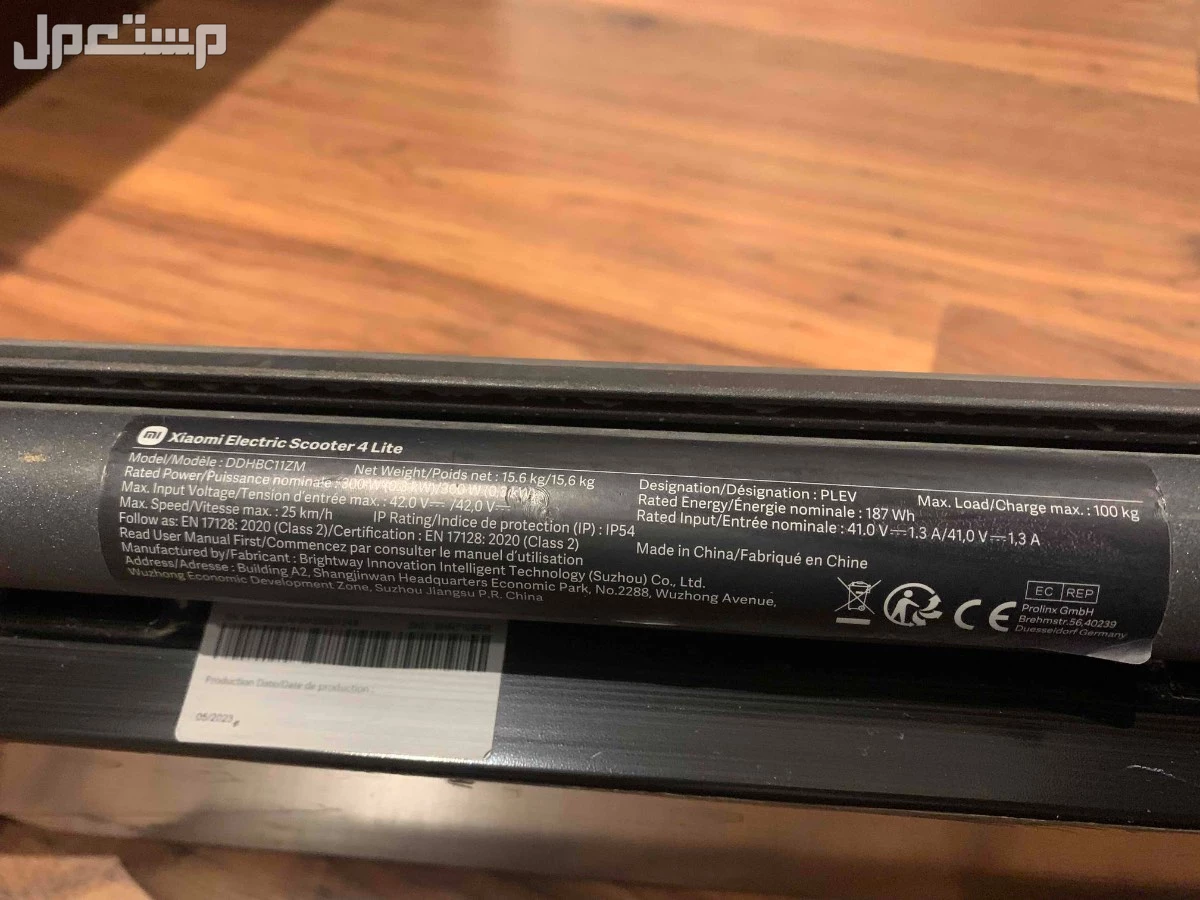 مستعمل
mi Xiaomi Electric Scooter 4 Lite
Model/Modèle : DDHBC11ZM Net Weight/Poids net : 15.6 kg/15,6 kg
Rated Power/Puissance nominale : 300 W
Max. Input Voltage/Tension d'entrée max. : 42.0 V⎓ /42,0 V⎓
Max. Speed/Vitesse max. : 25 km/h IP Rating/Indice de protection (IP) : IP54
Follow as: EN 17128: 2020 (Class 2)/Certification : EN 17128: 2020 (Class 2)
Read User Manual First/Commencez par consulter le manuel d'utilisation
Manufactured by/Fabricant : Brightway Innovation Intelligent Technology (Suzhou) Co., Ltd.
Address/Adresse : Building A2, Shangjinwan Headquarters Economic Park, No.2288, Wuzhong Avenue,
Wuzhong Economic Development Zone, Suzhou Jiangsu P.R. China
Designation/Désignation : PLEV Max. Load/Charge max. : 100 kg
Rated Energy/Énergie nominale : 187 Wh
Rated Input/Entrée nominale : 41.0 V⎓1.3 A/41,0 V⎓1,3 A
Made in China/Fabriqué en Chine
CE
EC REP
Prolinx GmbH
Brehmstr.56,40239
Duesseldorf Germany
Production Date/Date de production :
05/2023